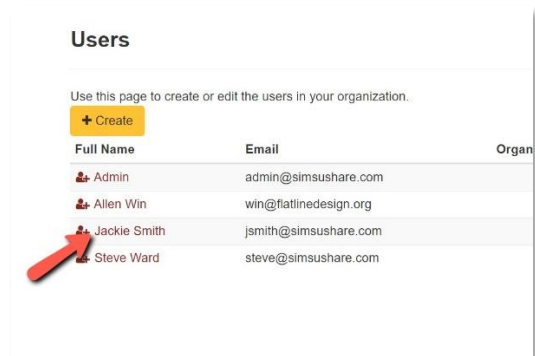 Users
Use this page to create or edit the users in your organization.
+ Create
Full Name Email Organ
Admin admin@simsushare.com
Allen Win win@flatlinedesign.org
Jackie Smith jsmith@simsushare.com
Steve Ward steve@simsushare.com